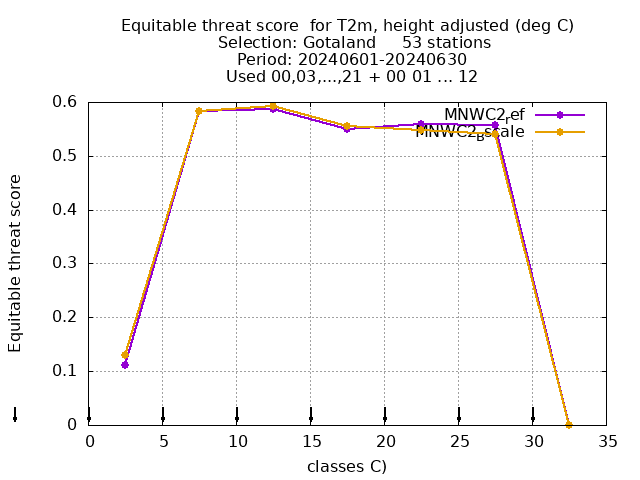 Equitable threat score  for T2m, height adjusted (deg C)
Selection: Gotaland     53 stations
Period: 20240601-20240630
Used 00,03,...,21 + 00 01 ... 12
MNWC2ref
MNWC2Bscale
Equitable threat score
0.6
0.5
0.4
0.3
0.2
0.1
0
0 5 10 15 20 25 30 35
classes C)